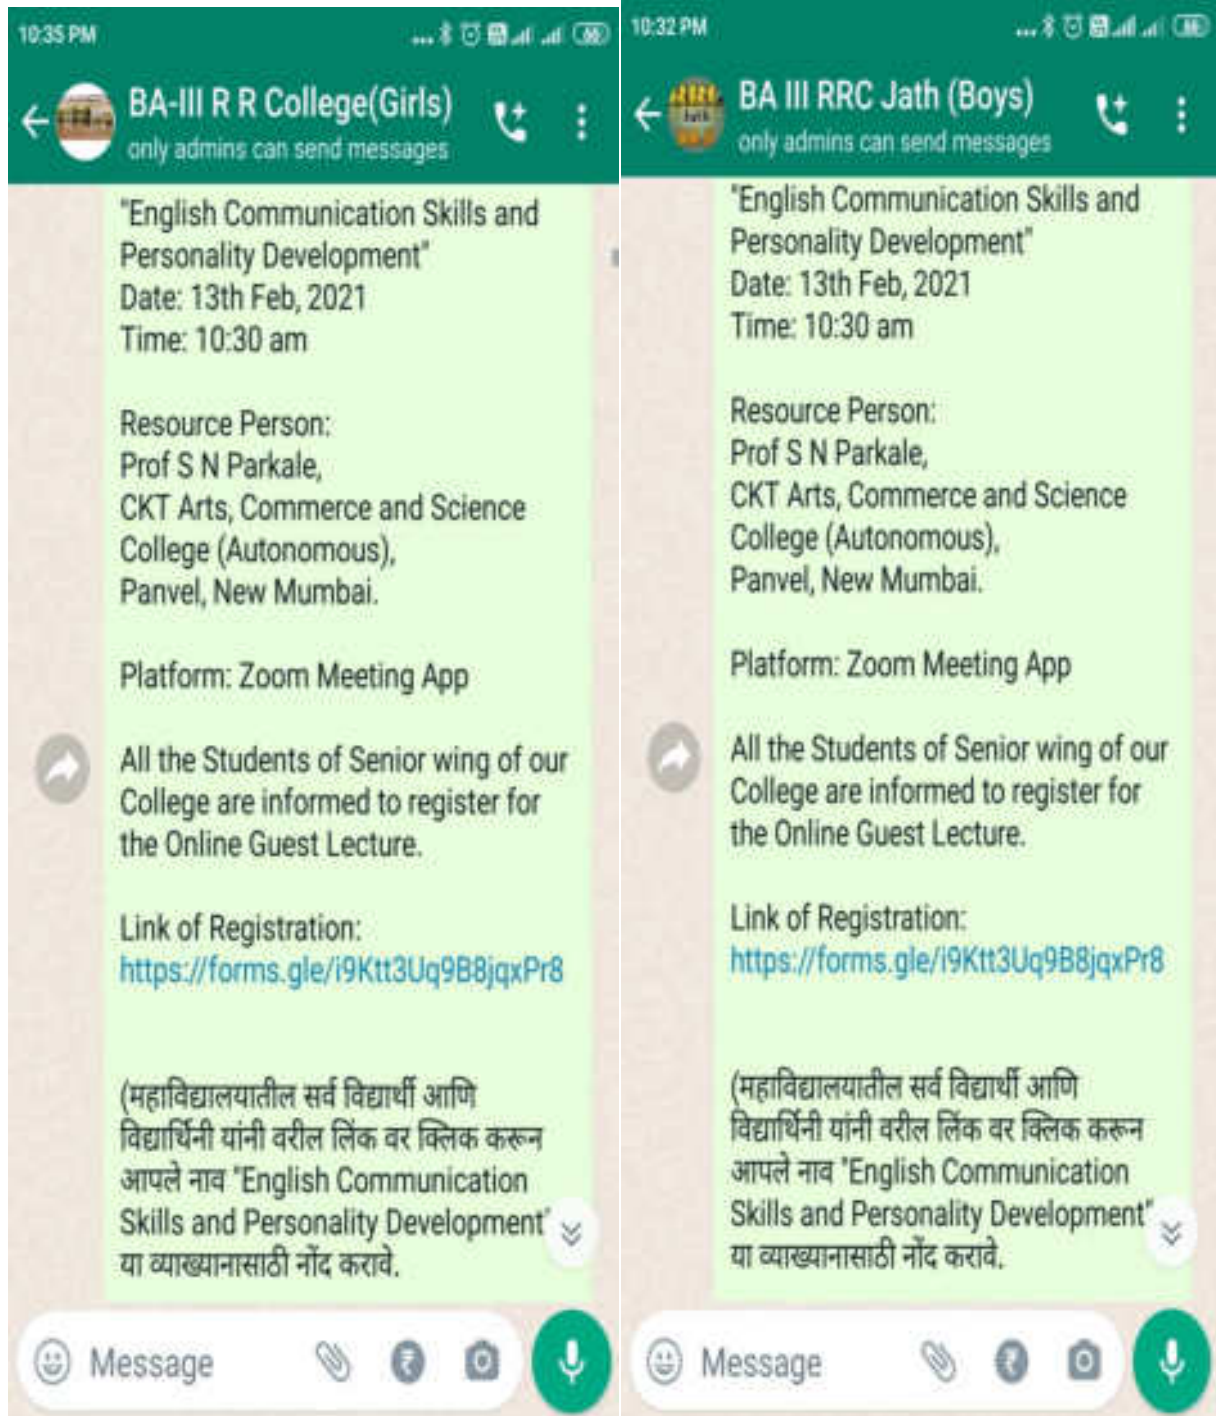 10:35 PM
BA-III R R College(Girls)
only admins can send messages
"English Communication Skills and
Personality Development"
Date: 13th Feb, 2021
Time: 10:30 am
Resource Person:
Prof S N Parkale,
CKT Arts, Commerce and Science
College (Autonomous),
Panvel, New Mumbai.
Platform: Zoom Meeting App
All the Students of Senior wing of our
College are informed to register for
the Online Guest Lecture.
Link of Registration:
https://forms.gle/i9Ktt3Uq9B8jqxPr8
(महाविद्यालयातील सर्व विद्यार्थी आणि
विद्यार्थिनी यांनी वरील लिंक वर क्लिक करून
आपले नाव "English Communication
Skills and Personality Development"
या व्याख्यानासाठी नोंद करावे.
Message
10:32 PM
BA III RRC Jath (Boys)
only admins can send messages
"English Communication Skills and
Personality Development"
Date: 13th Feb, 2021
Time: 10:30 am
Resource Person:
Prof S N Parkale,
CKT Arts, Commerce and Science
College (Autonomous),
Panvel, New Mumbai.
Platform: Zoom Meeting App
All the Students of Senior wing of our
College are informed to register for
the Online Guest Lecture.
Link of Registration:
https://forms.gle/i9Ktt3Uq9B8jqxPr8
(महाविद्यालयातील सर्व विद्यार्थी आणि
विद्यार्थिनी यांनी वरील लिंक वर क्लिक करून
आपले नाव "English Communication
Skills and Personality Development"
या व्याख्यानासाठी नोंद करावे.
Message